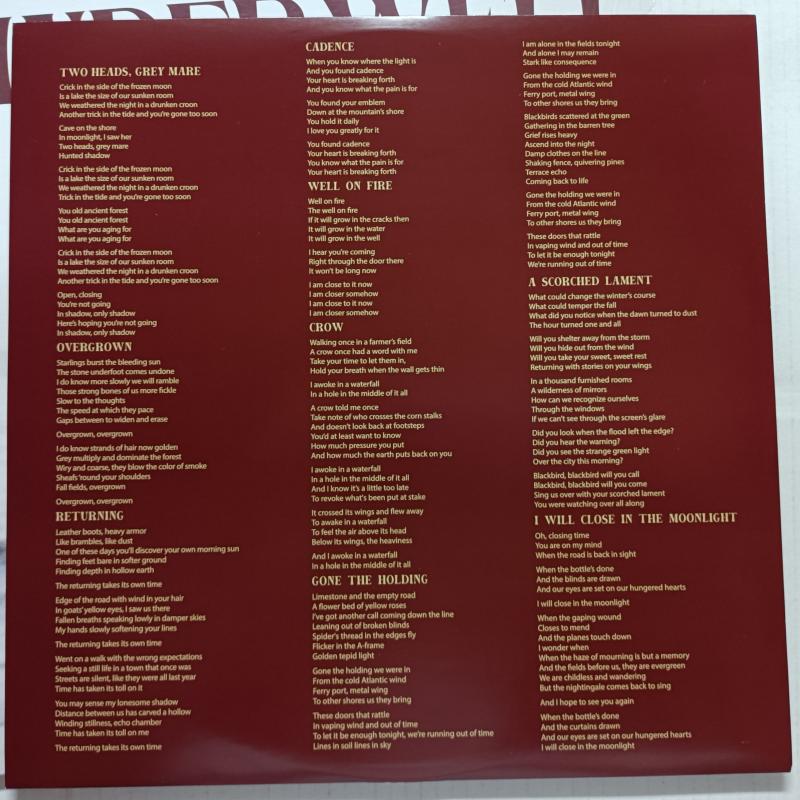 TWO HEADS, GREY MARE
Crick in the side of the frozen moon
Is a lake the size of our sunken room
We weathered the night in a drunken croon
Another trick in the tide and you're gone too soon
Cave on the shore
In moonlight, I saw her
Two heads, grey mare
Hunted shadow
Crick in the side of the frozen moon
Is a lake the size of our sunken room
We weathered the night in a drunken croon
Trick in the tide and you're gone too soon
You old ancient forest
You old ancient forest
What are you aging for
What are you aging for
Crick in the side of the frozen moon
Is a lake the size of our sunken room
We weathered the night in a drunken croon
Another trick in the tide and you're gone too soon
Open, closing
You're not going
In shadow, only shadow
Here's hoping you're not going
In shadow, only shadow
OVERGROWN
Starlings burst the bleeding sun
The stone underfoot comes undone
I do know more slowly we will ramble
Those strong bones of us more fickle
Slow to the thoughts
The speed at which they pace
Gaps between to widen and erase
Overgrown, overgrown
I do know strands of hair now golden
Grey multiply and dominate the forest
Wiry and coarse, they blow the color of smoke
Sheafs 'round your shoulders
Fall fields, overgrown
Overgrown, overgrown
RETURNING
Leather boots, heavy armor
Like brambles, like dust
One of these days you'll discover your own morning sun
Finding feet bare in softer ground
Finding depth in hollow earth
The returning takes its own time
Edge of the road with wind in your hair
In goats' yellow eyes, I saw us there
Fallen breaths speaking lowly in damper skies
My hands slowly softening your lines
The returning takes its own time
Went on a walk with the wrong expectations
Seeking a still life in a town that once was
Streets are silent, like they were all last year
Time has taken its toll on it
You may sense my lonesome shadow
Distance between us has carved a hollow
Winding stillness, echo chamber
Time has taken its toll on me
The returning takes its own time
CADENCE
When you know where the light is
And you found cadence
Your heart is breaking forth
And you know what the pain is for
You found your emblem
Down at the mountain's shore
You hold it daily
I love you greatly for it
You found cadence
Your heart is breaking forth
You know what the pain is for
Your heart is breaking forth
WELL ON FIRE
Well on fire
The well on fire
If it will grow in the cracks then
It will grow in the water
It will grow in the well
I hear you're coming
Right through the door there
It won't be long now
I am close to it now
I am closer somehow
I am close to it now
I am closer somehow
CROW
Walking once in a farmer's field
A crow once had a word with me
Take your time to let them in,
Hold your breath when the wall gets thin
I awoke in a waterfall
In a hole in the middle of it all
A crow told me once
Take note of who crosses the corn stalks
And doesn't look back at footsteps
You'd at least want to know
How much pressure you put
And how much the earth puts back on you
I awoke in a waterfall
In a hole in the middle of it all
And I know it's a little too late
To revoke what's been put at stake
It crossed its wings and flew away
To awake in a waterfall
To feel the air above its head
Below its wings, the heaviness
And I awoke in a waterfall
In a hole in the middle of it all
GONE THE HOLDING
Limestone and the empty road
A flower bed of yellow roses
I've got another call coming down the line
Leaning out of broken blinds
Spider's thread in the edges fly
Flicker in the A-frame
Golden tepid light
Gone the holding we were in
From the cold Atlantic wind
Ferry port, metal wing
To other shores us they bring
These doors that rattle
In vaping wind and out of time
To let it be enough tonight, we're running out of time
Lines in soil lines in sky
I am alone in the fields tonight
And alone I may remain
Stark like consequence
Gone the holding we were in
From the cold Atlantic wind
Ferry port, metal wing
To other shores us they bring
Blackbirds scattered at the green
Gathering in the barren tree
Grief rises heavy
Ascend into the night
Damp clothes on the line
Shaking fence, quivering pines
Terrace echo
Coming back to life
Gone the holding we were in
From the cold Atlantic wind
Ferry port, metal wing
To other shores us they bring
These doors that rattle
In vaping wind and out of time
To let it be enough tonight
We're running out of time
A SCORCHED LAMENT
What could change the winter's course
What could temper the fall
What did you notice when the dawn turned to dust
The hour turned one and all
Will you shelter away from the storm
Will you hide out from the wind
Will you take your sweet, sweet rest
Returning with stories on your wings
In a thousand furnished rooms
A wilderness of mirrors
How can we recognize ourselves
Through the windows
If we can't see through the screen's glare
Did you look when the flood left the edge?
Did you hear the warning?
Did you see the strange green light
Over the city this morning?
Blackbird, blackbird will you call
Blackbird, blackbird will you come
Sing us over with your scorched lament
You were watching over all along
I WILL CLOSE IN THE MOONLIGHT
Oh, closing time
You are on my mind
When the road is back in sight
When the bottle's done
And the blinds are drawn
And our eyes are set on our hungered hearts
I will close in the moonlight
When the gaping wound
Closes to mend
And the planes touch down
I wonder when
When the haze of mourning is but a memory
And the fields before us, they are evergreen
We are childless and wandering
But the nightingale comes back to sing
And I hope to see you again
When the bottle's done
And the curtains drawn
And our eyes are set on our hungered hearts
I will close in the moonlight